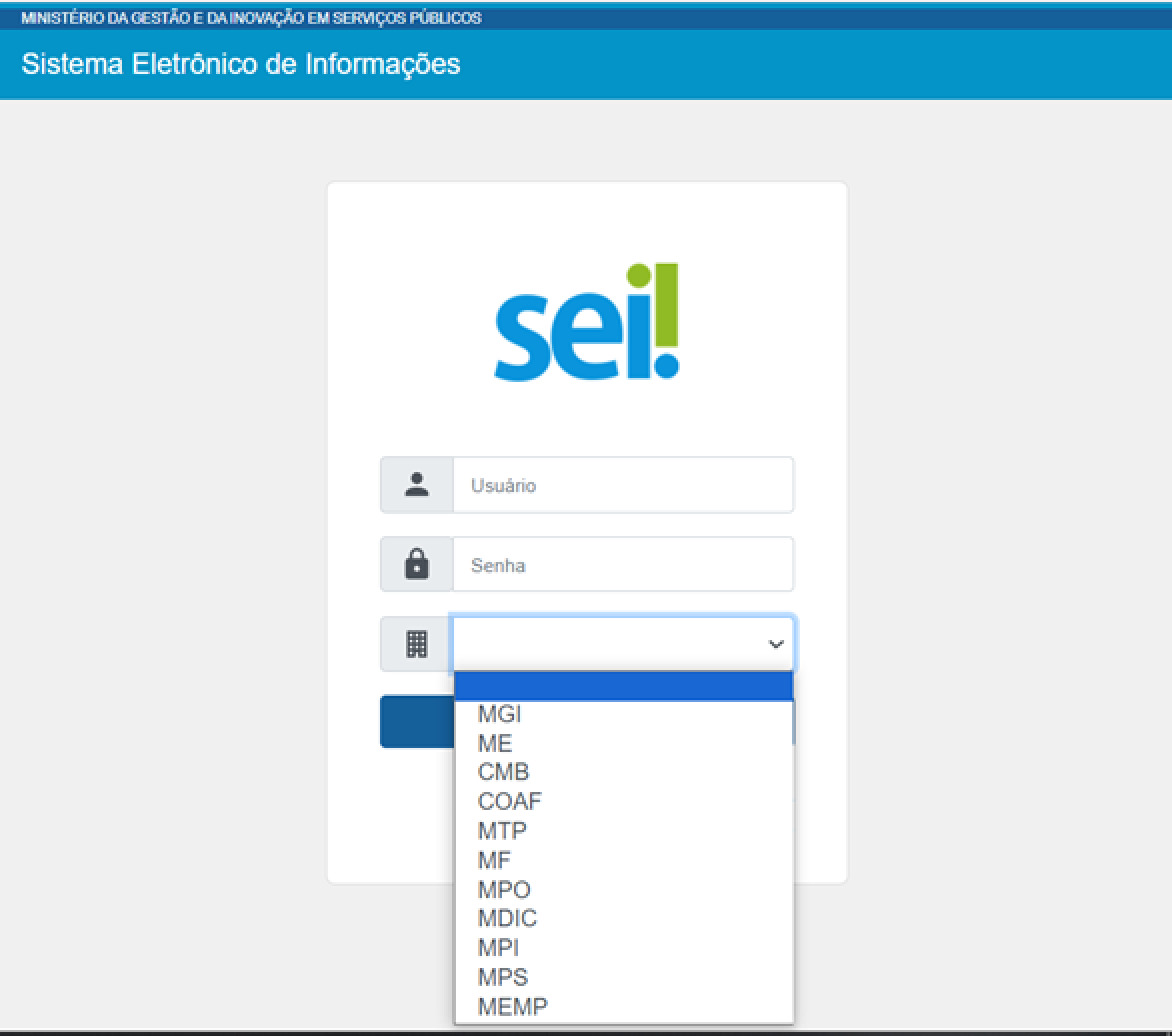 MINISTÉRIO DA GESTÃO E DA INOVAÇÃO EM SERVIÇOS PÚBLICOS
Sistema Eletrônico de Informações
sei!
Usuário
Senha
MGI
ME
CMB
COAF
MTP
MF
MPO
MDIC
MPI
MPS
MEMP